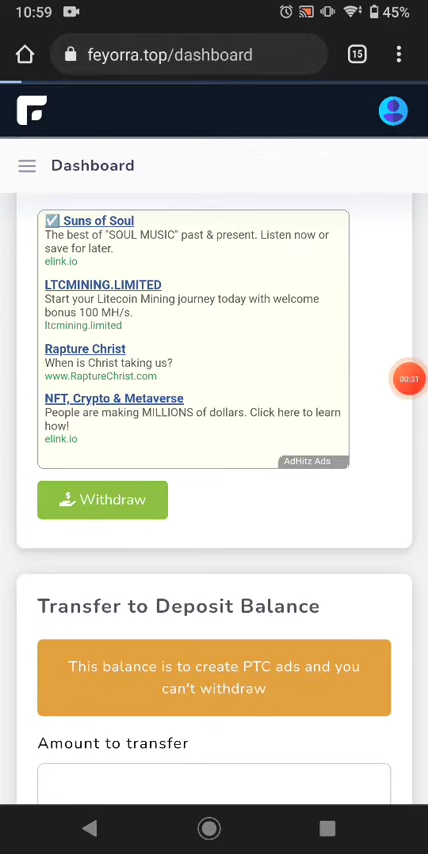 10:59
45%
feyorra.top/dashboard
15
Dashboard
Suns of Soul
The best of "SOUL MUSIC" past & present. Listen now or
save for later.
elink.io
LTCMINING.LIMITED
Start your Litecoin Mining journey today with welcome
bonus 100 MH/s.
ltcmining.limited
Rapture Christ
When is Christ taking us?
www.RaptureChrist.com
00:31
NFT, Crypto & Metaverse
People are making MILLIONS of dollars. Click here to learn
how!
elink.io
AdHitz Ads
Withdraw
Transfer to Deposit Balance
This balance is to create PTC ads and you
can't withdraw
Amount to transfer